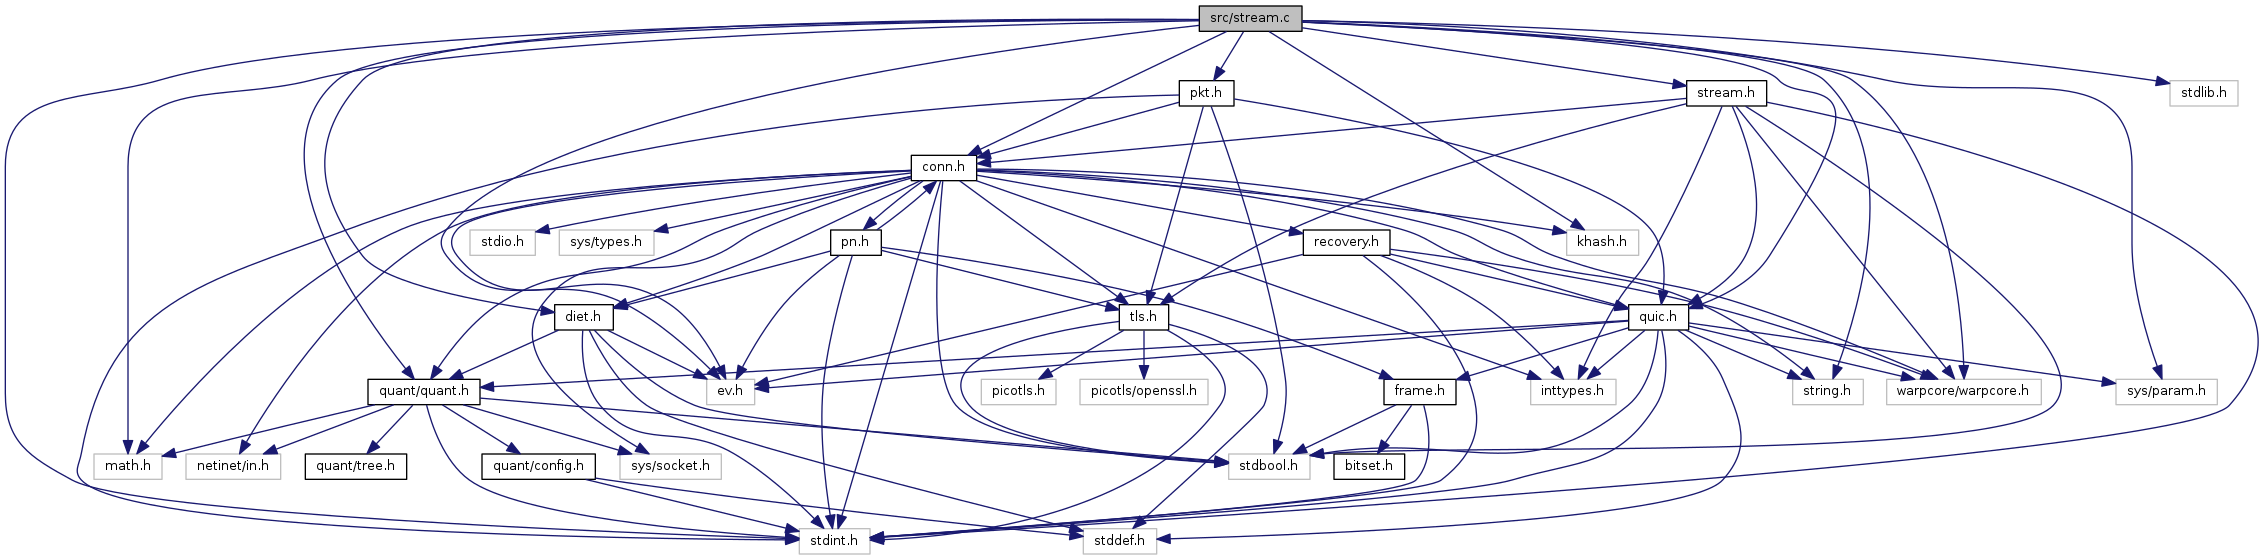 src/stream.c
pkt.h
stream.h
stdlib.h
conn.h
stdio.h
sys/types.h
pn.h
recovery.h
khash.h
diet.h
tls.h
quic.h
quant/quant.h
ev.h
picotls.h
picotls/openssl.h
frame.h
inttypes.h
string.h
warpcore/warpcore.h
sys/param.h
math.h
netinet/in.h
quant/tree.h
quant/config.h
sys/socket.h
stdbool.h
bitset.h
stdint.h
stddef.h